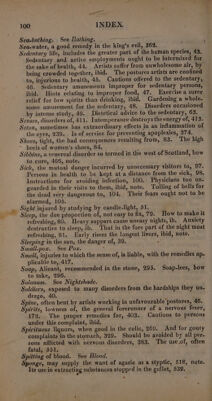 100 INDEX.
Sea-bathing. See Bathing.
Sea-water, a good remedy in the king's evil, 262.
Sedentary life, includes the greater part of the human species, 43.
Sedentary and active employments ought to be intermixed for
the sake of health, 44. Artists suffer from unwholesome air, by
being crowded together, ibid. The postures artists are confined
to, injurious to health, 45. Cautions offered to the sedentary,
46. Sedentary amusements improper for sedentary persons,
ibid. Hints relating to improper food, 47. Exercise a surer
relief for low spirits than drinking, ibid. Gardening a whole-
some amusement for the sedentary, 48. Disorders occasioned
by intense study, 49. Dietetical advice to the sedentary, 63.
Senses, disorders of, 411. Intemperance destroys the energy of, 412.
Seton, sometimes has extraordinary effects in an inflammation of
the eyes, 229. Is of service for preventing apoplexies, 374.
Shoes, tight, the bad consequences resulting from, 83. The high
heels of women's shoes, 84.
Sibbins, a venereal disorder so termed in the west of Scotland, how
to cure, 465, note.
Sick, the mutual danger incurred by unnecessary visitors to, 97.
Persons in health to be kept at a distance from the sick, 98.
Instructions for avoiding infection, 100. Physicians too un-
guarded in their visits to them, ibid, note. Tolling of bells for
the dead very dangerous to, 104. Their fears ought not to be
alarmed, 105.
Sight injured by studying by candle-light, 51.
Sleep, the due proportion of, not easy to fix, 79. How to make it
refreshing, 80. Heavy suppers cause uneasy nights, ib. Anxiety
destructive to sleep, ib. That in the fore part of the night most
refreshing, 81. Early risers the longest livers, ibid, note.
Sleeping in the sun, the danger of, 39.
Small-pox. See Pox.
Smell, injuries to which the sense of, is liable, with the remedies ap-
plicable to, 417.
Soap, Alicant, recommended in the stone, 295. Soap-lees, how
to take, 296.
Solanum. See Nightshade.
Soldiers, exposed to many disorders from the hardships they un-
dergo, 40.
Spine, often bent by artists working in unfavourable postures, 46.
Spirits, lowness of, the general forerunner of a nervous fever,
173. The proper remedies for, 403. Cautions to persons
under this complaint, ibid.
Spirituous liquors, when good in the colic, 269. And for gouty
complaints in the stomach, 325. Should be avoided by all per-
sons afflicted with nervous disorders, 383. The use of, often
fatal, 551.
Spitting of blood. See Blood.
Sponge, may supply the want of agaric as a styptic, 518, note.
Its use in extracting substances stopped in the gullet, 532.